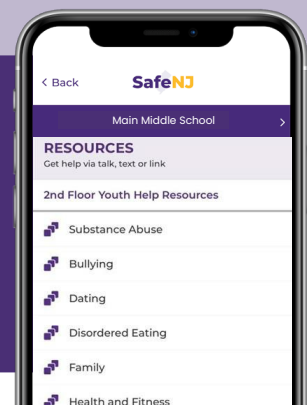 < Back
SafeNJ
Main Middle School
RESOURCES
Get help via talk, text or link
2nd Floor Youth Help Resources
Substance Abuse
Bullying
Dating
Disordered Eating
Family
Health and Fitness